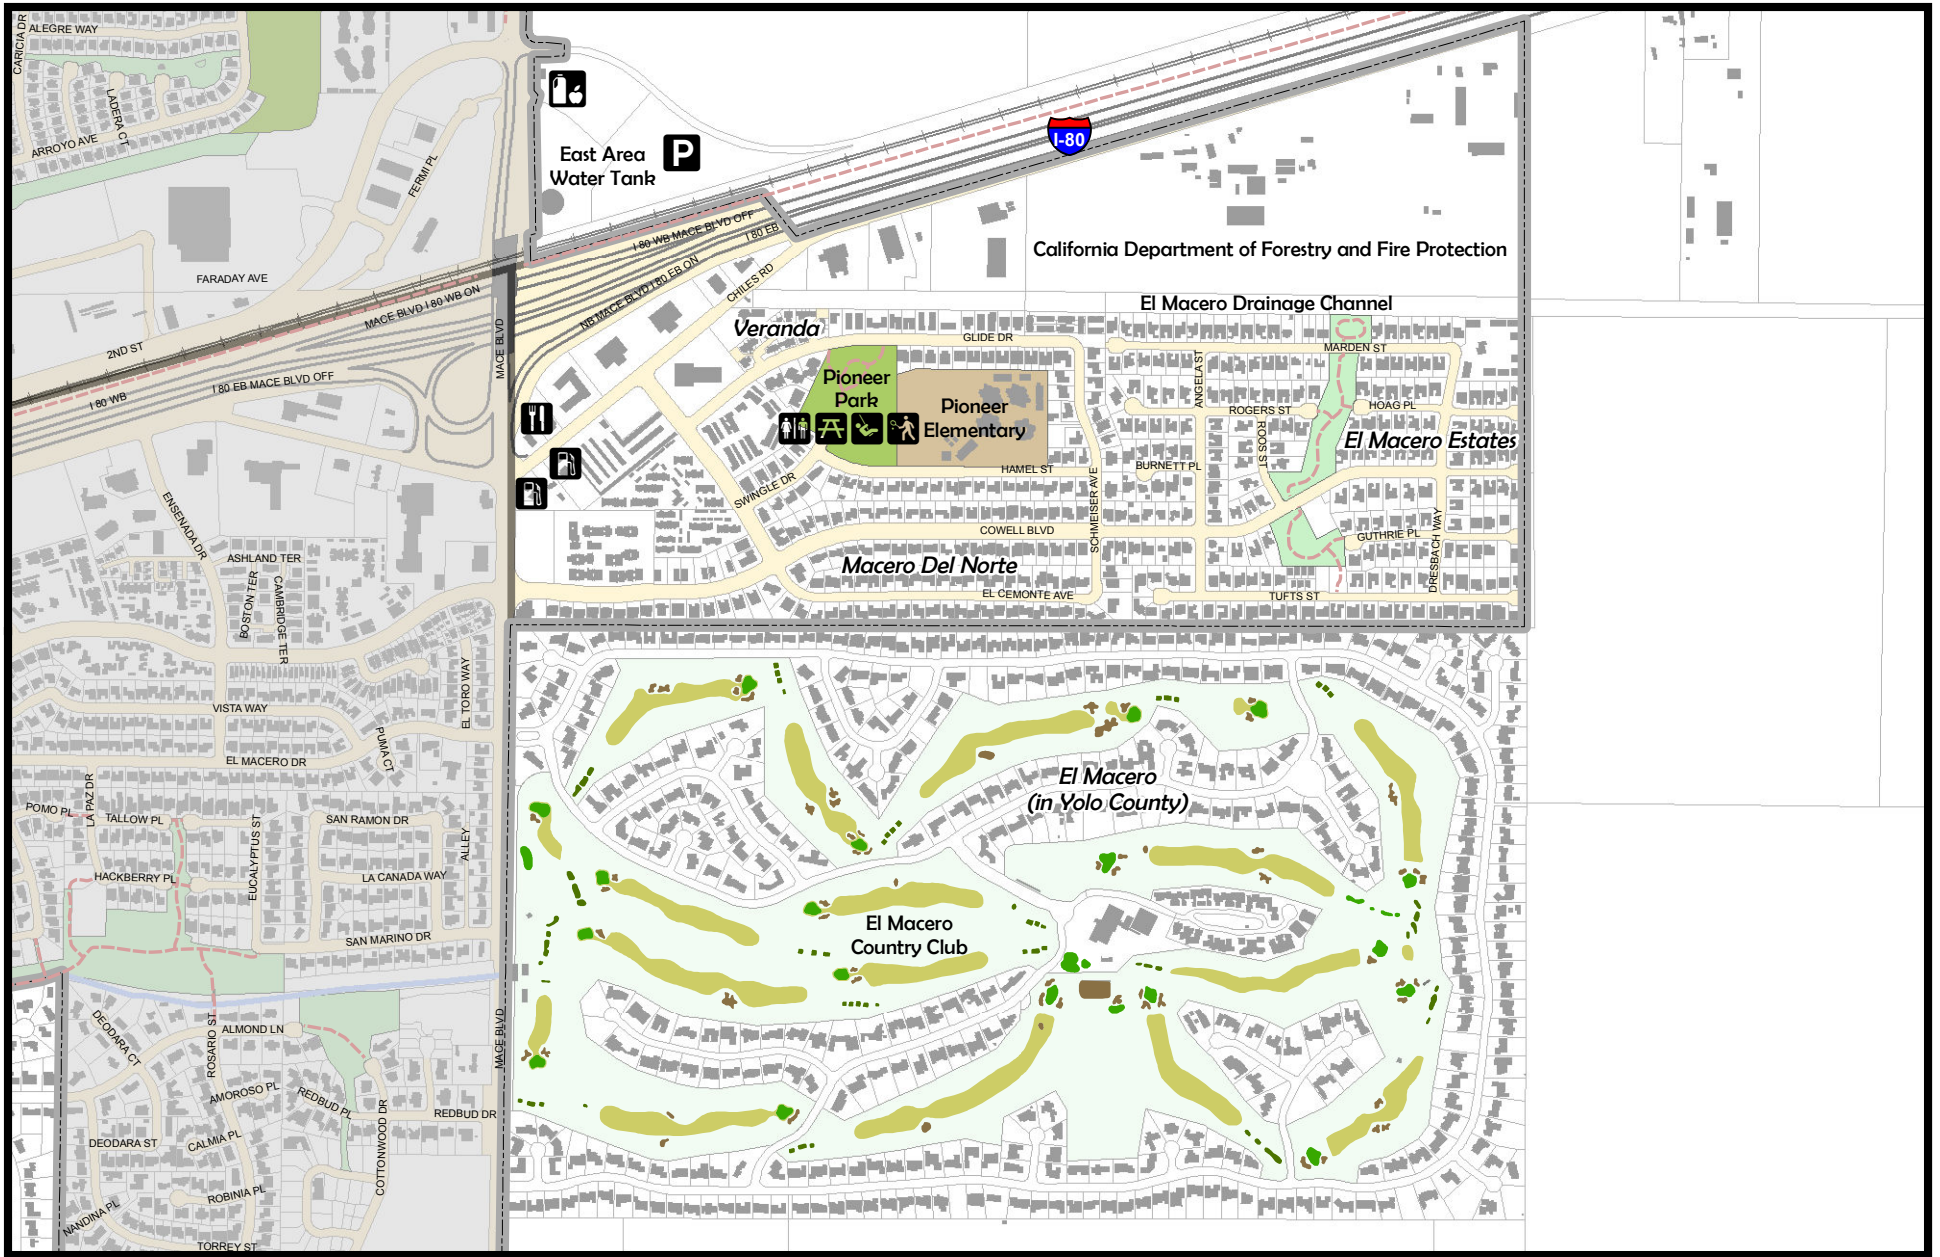 ALEGRE WAY
CARICIA DR
LADERA CT
ARROYO AVE
FERMI PL
East Area
Water Tank
P
I-80
I 80 WB MACE BLVD OFF
I 80 EB
California Department of Forestry and Fire Protection
FARADAY AVE
NB MACE BLVD I 80 EB ON
CHILES RD
MACE BLVD I 80 WB ON
El Macero Drainage Channel
Veranda
GLIDE DR
MARDEN ST
2ND ST
MACE BLVD
I 80 EB MACE BLVD OFF
I 80 WB
Pioneer
Park
Pioneer
Elementary
ANGELA ST
ROGERS ST
HOAG PL
ROOS ST
El Macero Estates
HAMEL ST
BURNETT PL
SWINGLE DR
SCHMEISER AVE
COWELL BLVD
GUTHRIE PL
DRESBACH WAY
ENSENADA DR
ASHLAND TER
BOSTON TER
CAMBRIDGE TER
Macero Del Norte
EL CEMONTE AVE
TUFTS ST
EL TORO WAY
VISTA WAY
PUMA CT
EL MACERO DR
El Macero
(in Yolo County)
LA PAZ DR
POMO PL
TALLOW PL
EUCALYPTUS ST
SAN RAMON DR
ALLEY
HACKBERRY PL
LA CANADA WAY
El Macero
Country Club
SAN MARINO DR
DEODARA CT
ROSARIO ST
ALMOND LN
MACE BLVD
AMOROSO PL
REDBUD PL
COTTONWOOD DR
REDBUD DR
DEODARA ST
CALMIA PL
ROBINIA PL
NANDINA PL
TORREY ST